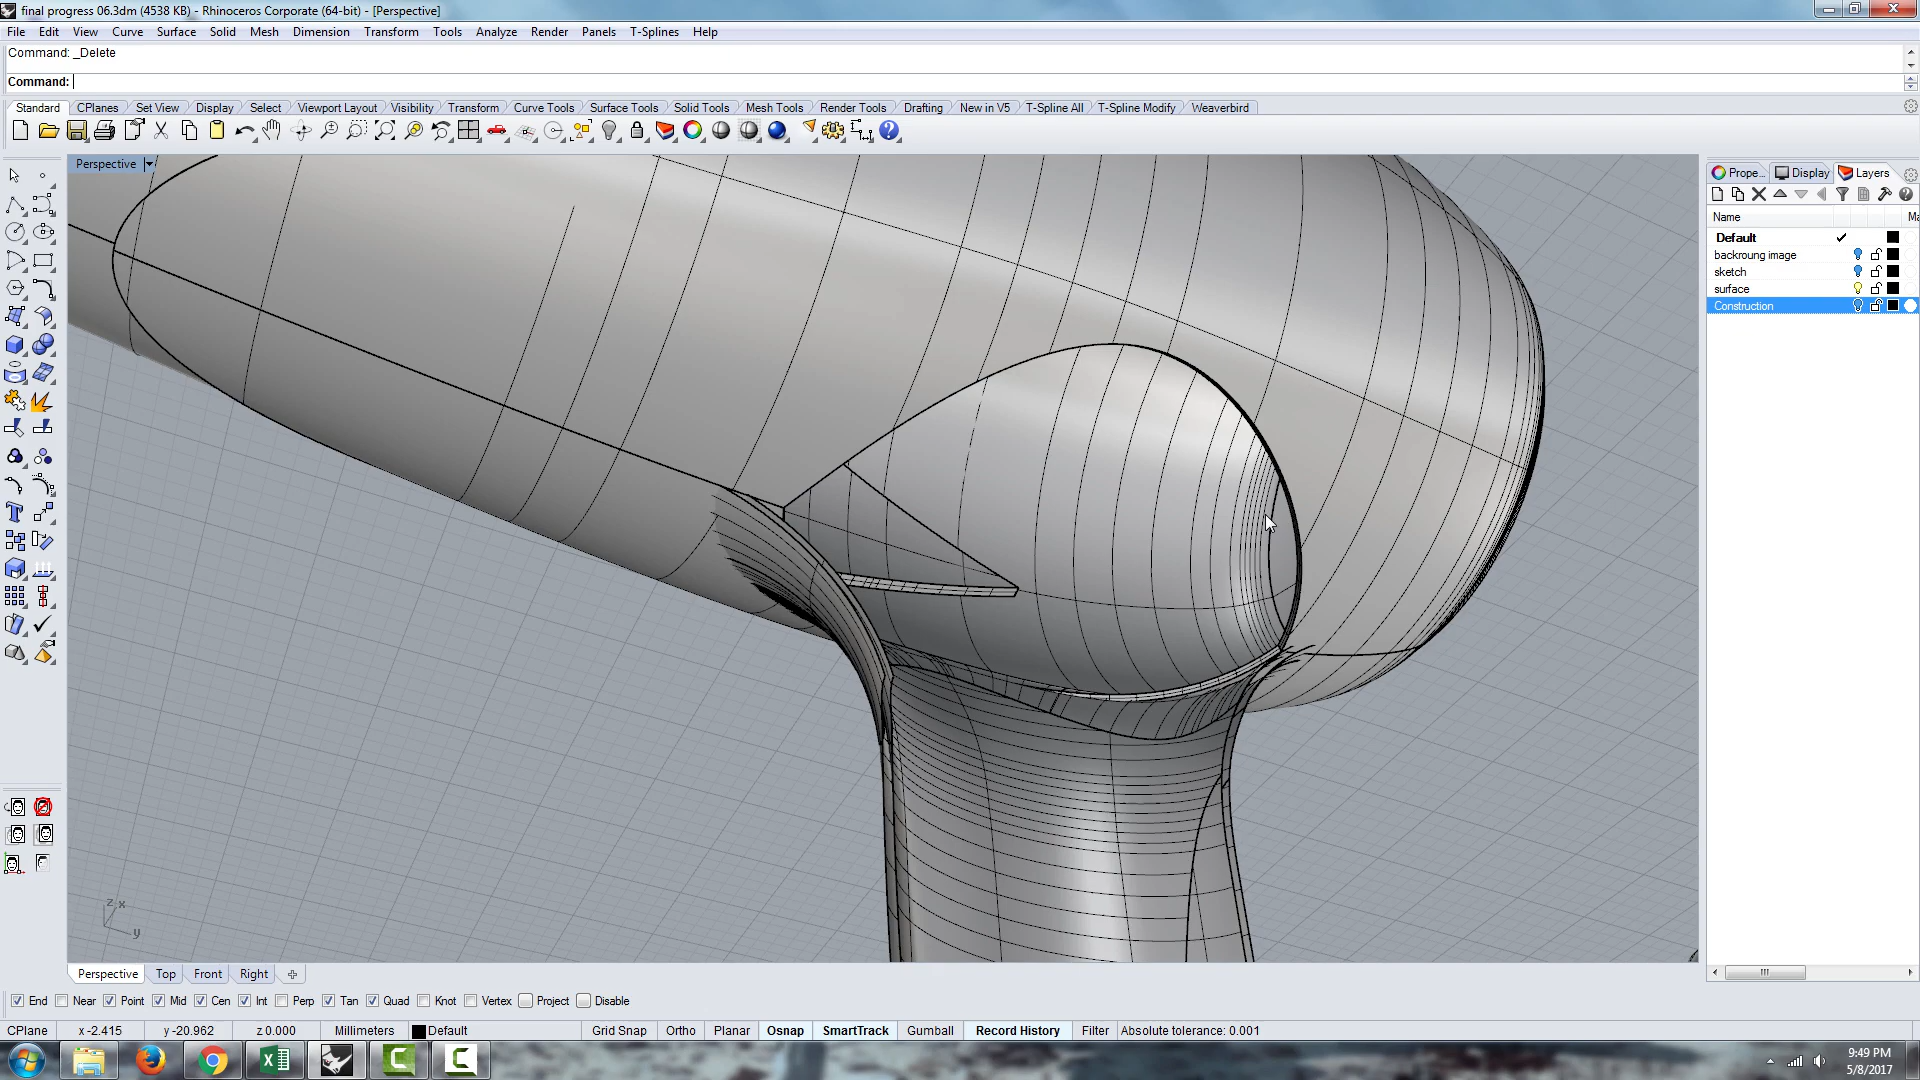 final progress 06.3dm (4538 KB) - Rhinoceros Corporate (64-bit) - [Perspective]
File Edit View Curve Surface Solid Mesh Dimension Transform Tools Analyze Render Panels T-Splines Help
Command: _Delete
Command:
Standard CPlanes Set View Display Select Viewport Layout Visibility Transform Curve Tools Surface Tools Solid Tools Mesh Tools Render Tools Drafting New in V5 T-Spline All T-Spline Modify Weaverbird
Perspective
Prope... Display Layers
Name Ma
Default
backroung image
sketch
surface
Construction
z x
y
Perspective Top Front Right
End Near Point Mid Cen Int Perp Tan Quad Knot Vertex Project Disable
CPlane x -2.415 y -20.962 z 0.000 Millimeters Default Grid Snap Ortho Planar Osnap SmartTrack Gumball Record History Filter Absolute tolerance: 0.001
9:49 PM
5/8/2017